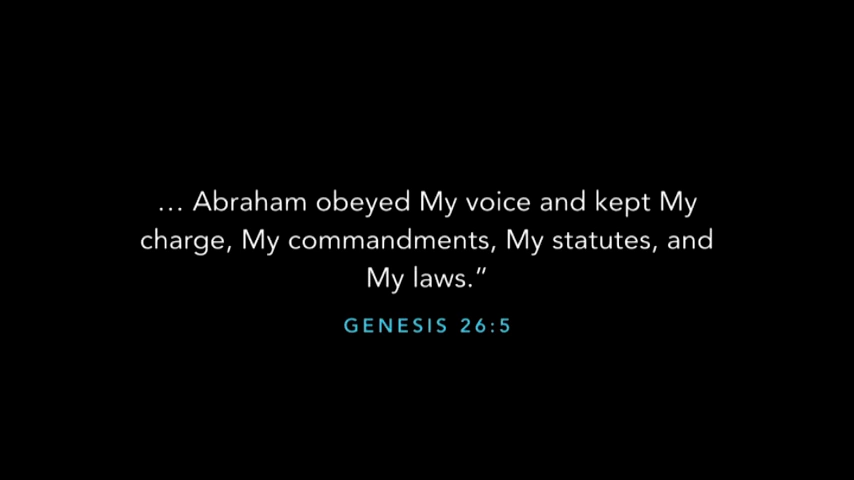 … Abraham obeyed My voice and kept My
charge, My commandments, My statutes, and
My laws.”
GENESIS 26:5